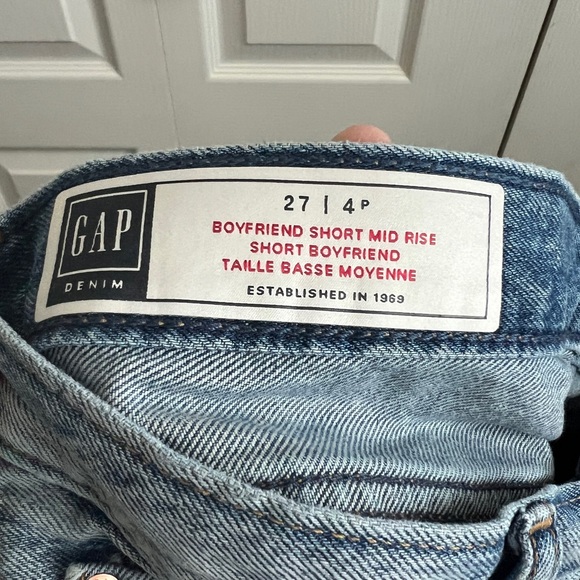 GAP
DENIM
27 | 4P
BOYFRIEND SHORT MID RISE
SHORT BOYFRIEND
TAILLE BASSE MOYENNE
ESTABLISHED IN 1969